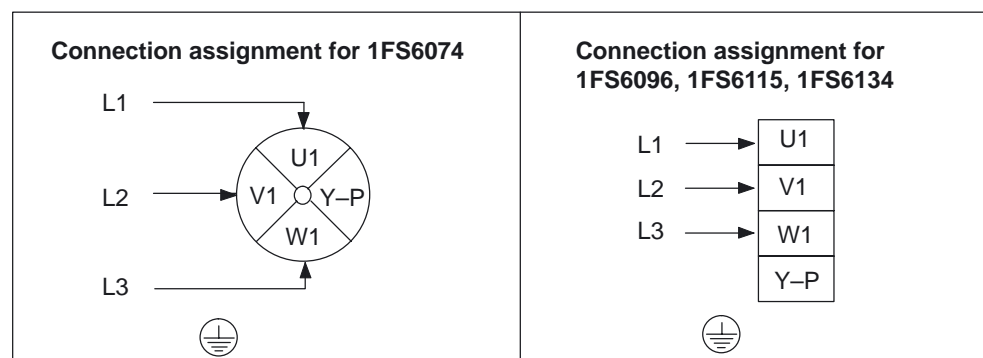 Connection assignment for 1FS6074
L1
U1
L2
V1
Y–P
W1
L3
Connection assignment for
1FS6096, 1FS6115, 1FS6134
L1
U1
L2
V1
L3
W1
Y–P